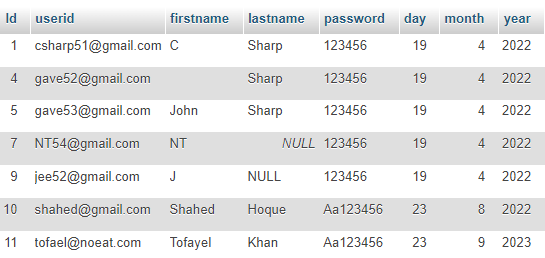 Id userid firstname lastname password day month year
1 csharp51@gmail.com C Sharp 123456 19 4 2022
4 gave52@gmail.com Sharp 123456 19 4 2022
5 gave53@gmail.com John Sharp 123456 19 4 2022
7 NT54@gmail.com NT NULL 123456 19 4 2022
9 jee52@gmail.com J NULL 123456 19 4 2022
10 shahed@gmail.com Shahed Hoque Aa123456 23 8 2022
11 tofael@noeat.com Tofayel Khan Aa123456 23 9 2023